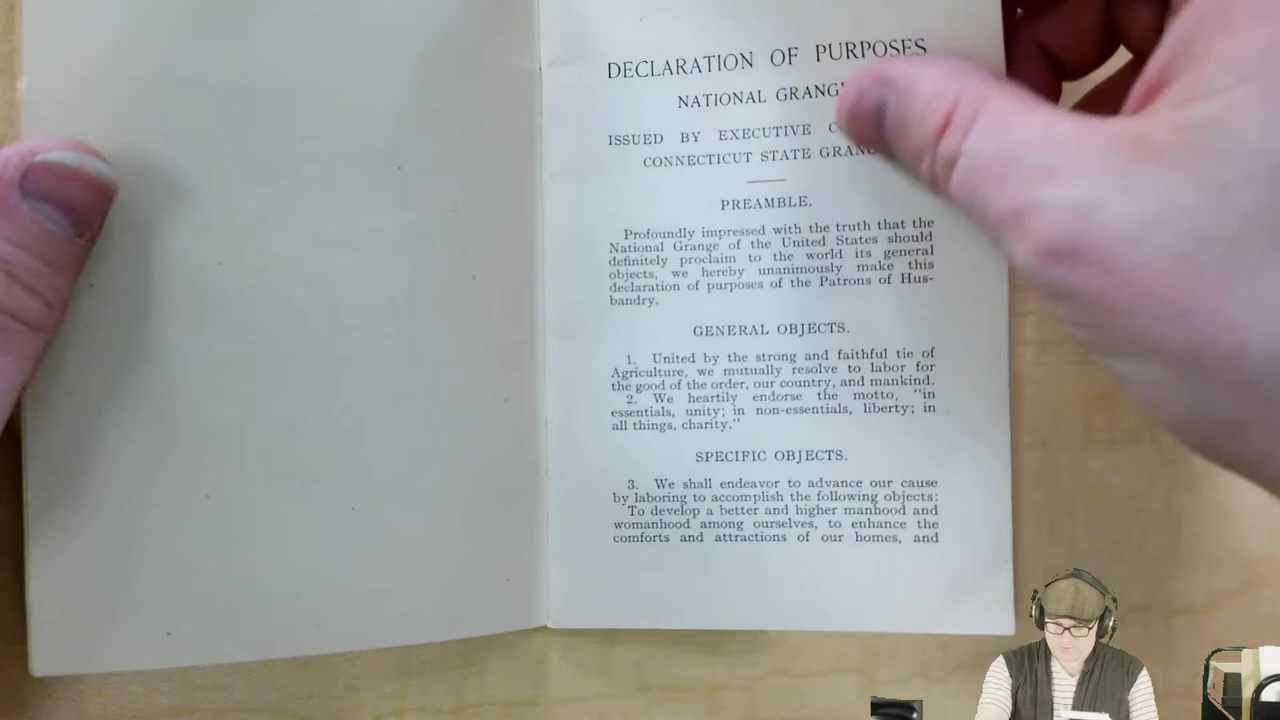 DECLARATION OF PURPOSES
NATIONAL
ISSUED BY EXECUTIVE
CONNECTICUT STATE
PREAMBLE.
Profoundly impressed with the truth that the
National Grange of the United States should
definitely proclaim to the world its general
objects, we hereby unanimously make this
declaration of purposes of the Patrons of Hus-
bandry.
GENERAL OBJECTS.
1. United by the strong and faithful tie of
Agriculture, we mutually resolve to labor for
the good of the order, our country, and mankind.
2. We heartily endorse the motto, "in
essentials, unity; in non-essentials, liberty; in
all things, charity."
SPECIFIC OBJECTS.
3. We shall endeavor to advance our cause
by laboring to accomplish the following objects:
To develop a better and higher manhood and
womanhood among ourselves, to enhance the
comforts and attractions of our homes, and